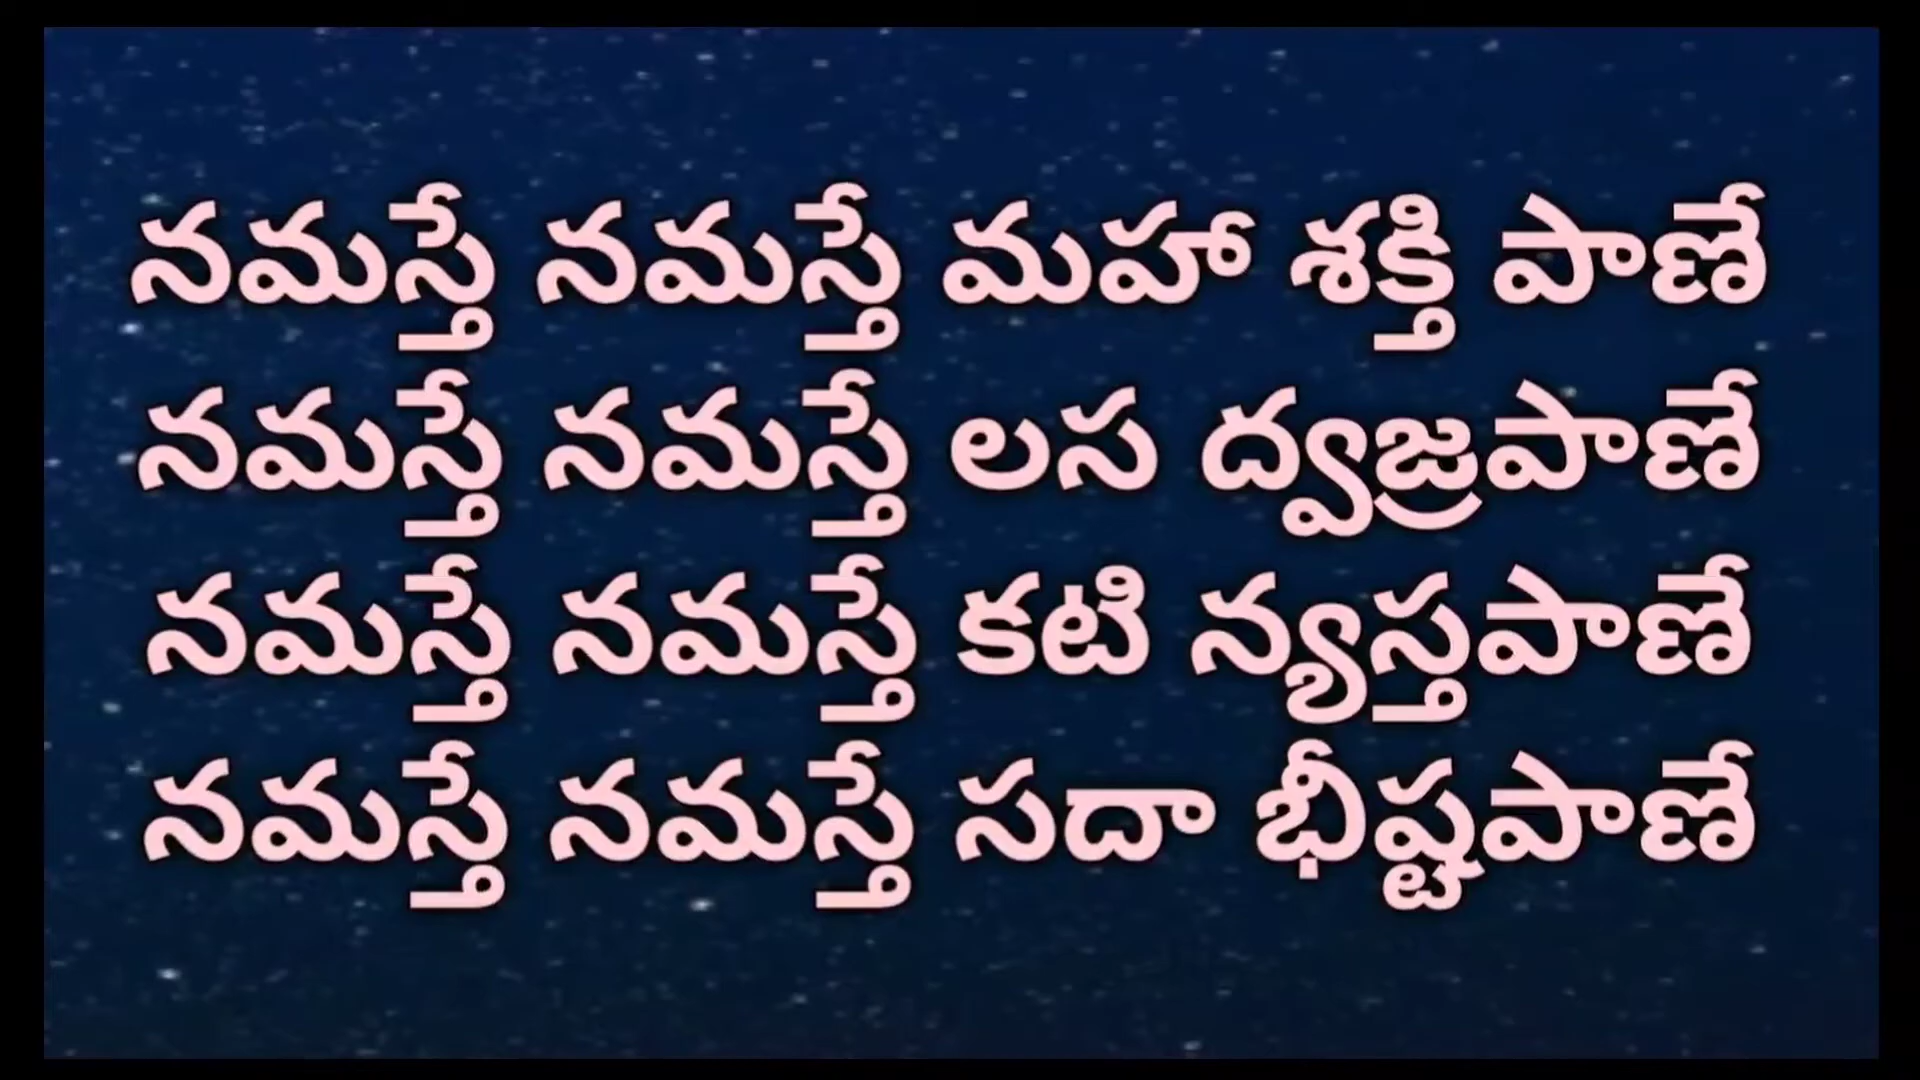 నమస్తే నమస్తే మహా శక్తి పాణే
నమస్తే నమస్తే లస ద్వజ్రపాణే
నమస్తే నమస్తే కటి న్యస్తపాణే
నమస్తే నమస్తే సదా భీష్టపాణే